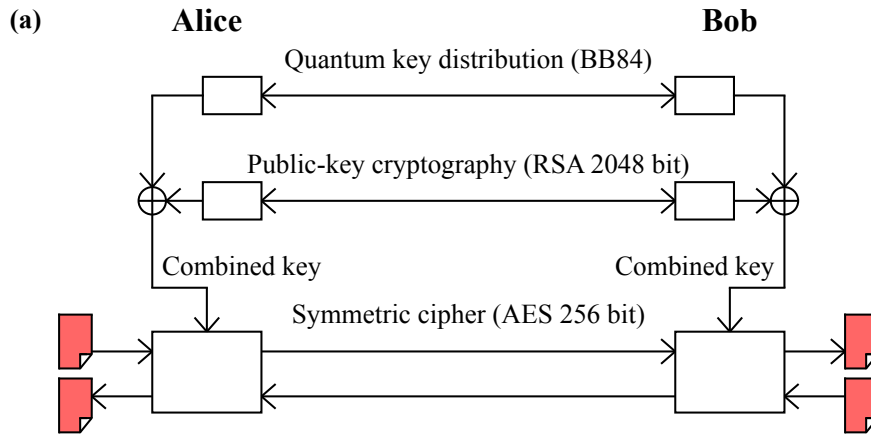 (a)
Alice
Bob
Quantum key distribution (BB84)
Public-key cryptography (RSA 2048 bit)
Combined key
Combined key
Symmetric cipher (AES 256 bit)